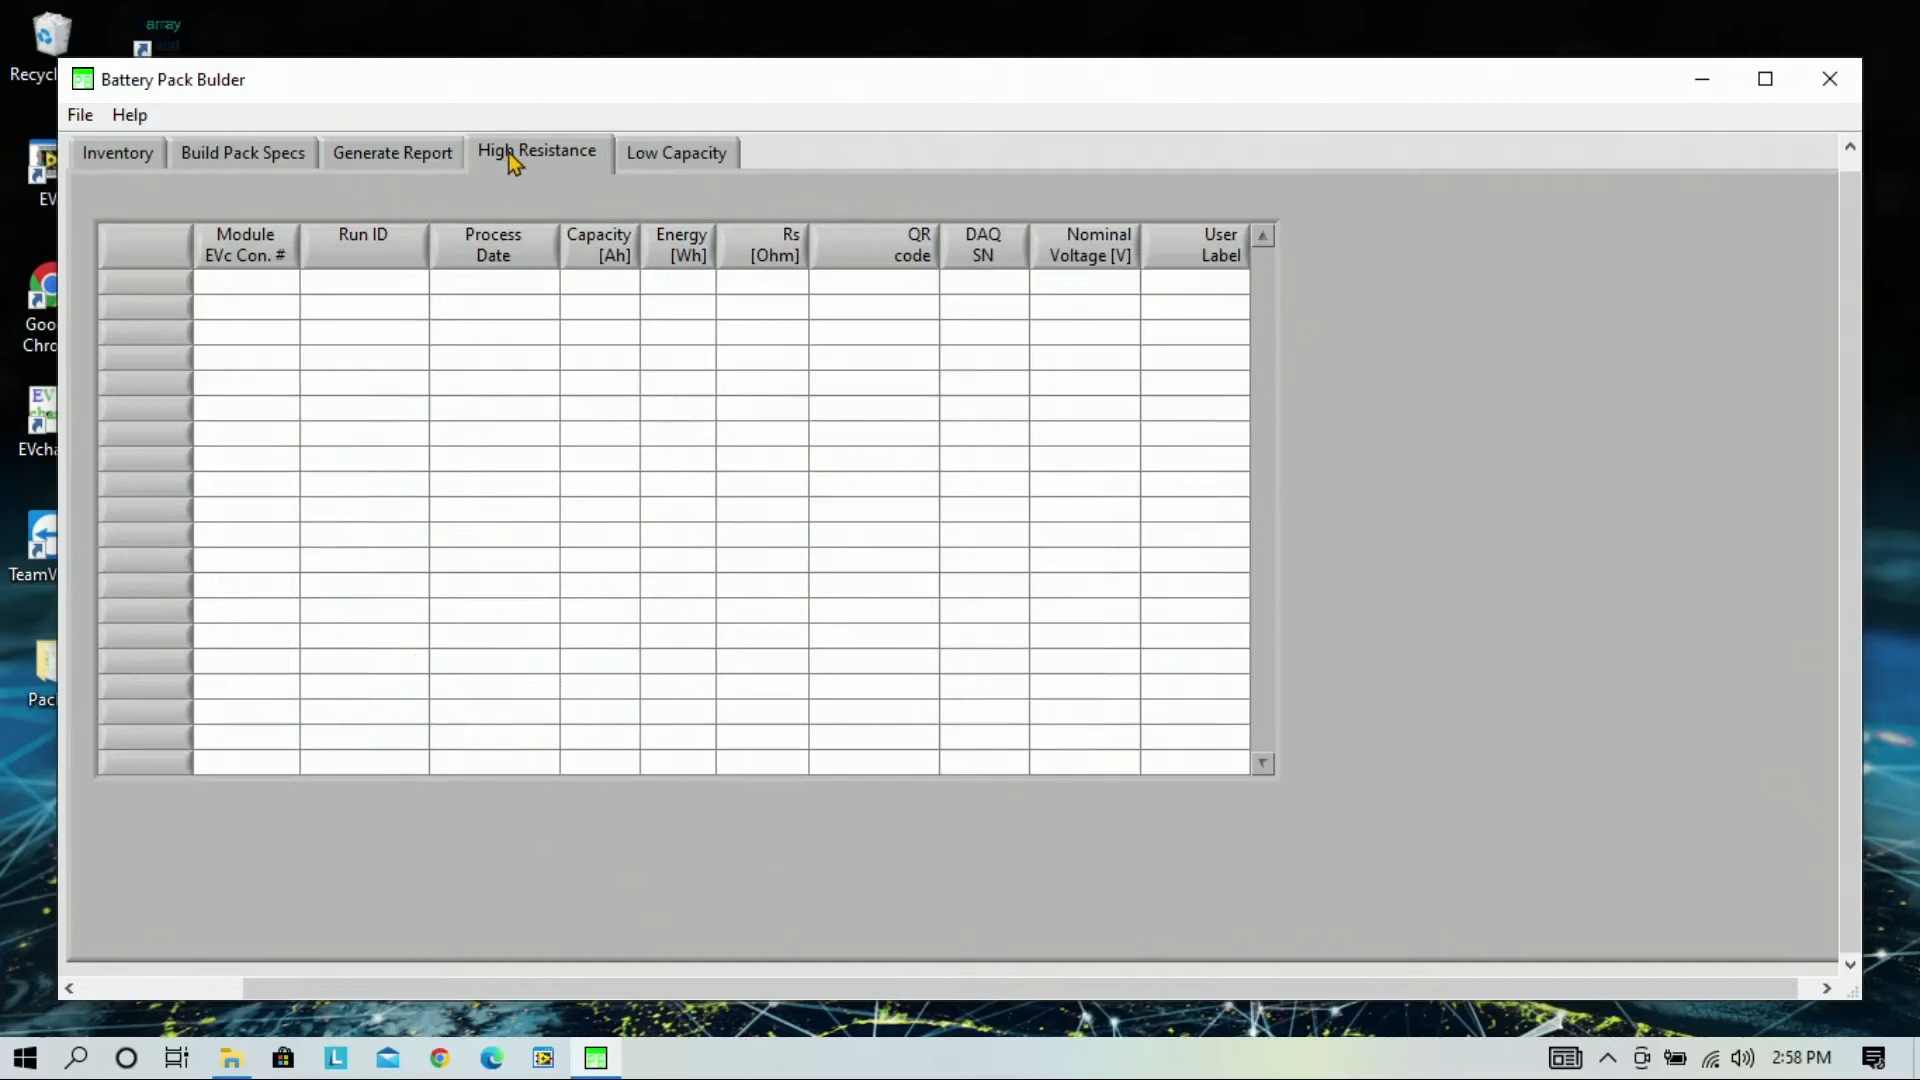 array
Recycl
Battery Pack Bulder
File Help
Inventory Build Pack Specs Generate Report High Resistance Low Capacity
Module EVc Con. #
Run ID
Process Date
Capacity [Ah]
Energy [Wh]
Rs [Ohm]
QR code
DAQ SN
Nominal Voltage [V]
User Label
EV
Goo
Chro
EV
EVcha
TeamV
Pacl
L
2:58 PM